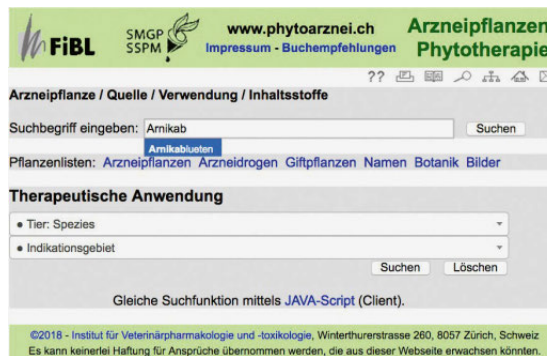 FiBL
SMGP
SSPM
www.phytoarznei.ch
Impressum - Buchempfehlungen
Arzneipflanzen
Phytotherapie
??
Arzneipflanze / Quelle / Verwendung / Inhaltsstoffe
Suchbegriff eingeben: Arnikab Suchen
Arnikablueten
Pflanzenlisten: Arzneipflanzen Arzneidrogen Giftpflanzen Namen Botanik Bilder
Therapeutische Anwendung
• Tier: Spezies
• Indikationsgebiet
Suchen Löschen
Gleiche Suchfunktion mittels JAVA-Script (Client).
©2018 - Institut für Veterinärpharmakologie und -toxikologie, Winterthurerstrasse 260, 8057 Zürich, Schweiz
Es kann keinerlei Haftung für Ansprüche übernommen werden, die aus dieser Webseite erwachsen könnten.